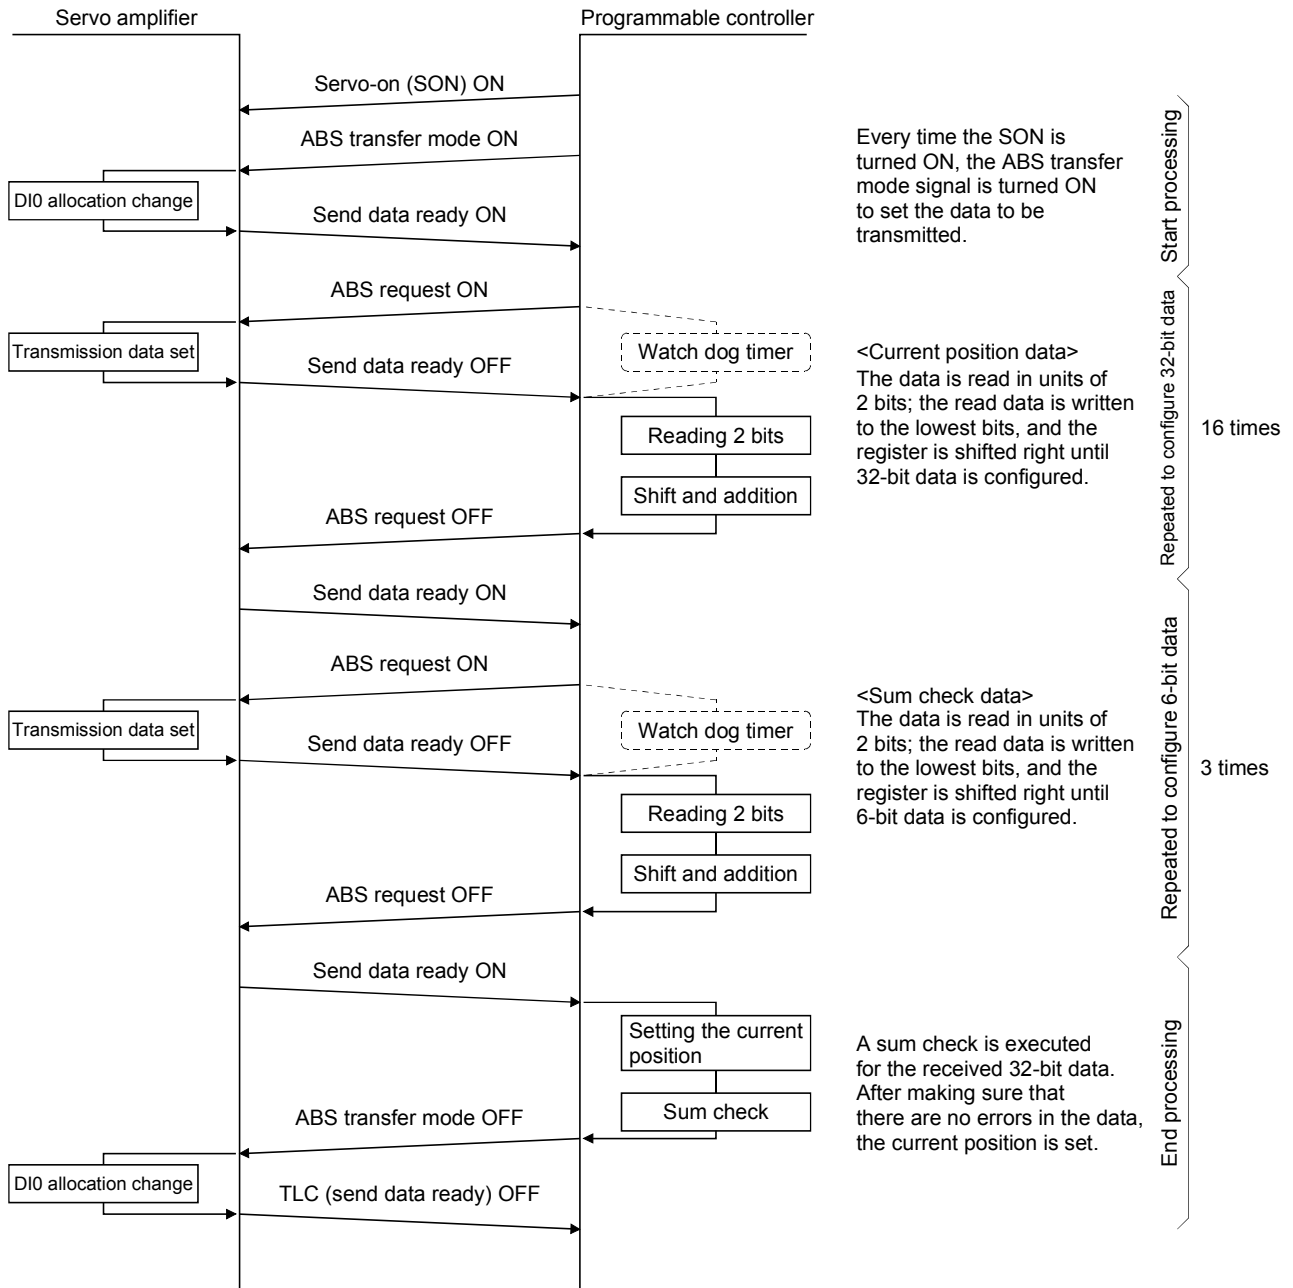 Servo amplifier
Programmable controller
Servo-on (SON) ON
ABS transfer mode ON
DI0 allocation change
Send data ready ON
Every time the SON is
turned ON, the ABS transfer
mode signal is turned ON
to set the data to be
transmitted.
Start processing
ABS request ON
Transmission data set
Watch dog timer
Send data ready OFF
Reading 2 bits
Shift and addition
ABS request OFF
<Current position data>
The data is read in units of
2 bits; the read data is written
to the lowest bits, and the
register is shifted right until
32-bit data is configured.
Repeated to configure 32-bit data
16 times
Send data ready ON
ABS request ON
Transmission data set
Watch dog timer
Send data ready OFF
Reading 2 bits
Shift and addition
ABS request OFF
<Sum check data>
The data is read in units of
2 bits; the read data is written
to the lowest bits, and the
register is shifted right until
6-bit data is configured.
Repeated to configure 6-bit data
3 times
Send data ready ON
Setting the current
position
Sum check
ABS transfer mode OFF
DI0 allocation change
TLC (send data ready) OFF
A sum check is executed
for the received 32-bit data.
After making sure that
there are no errors in the data,
the current position is set.
End processing